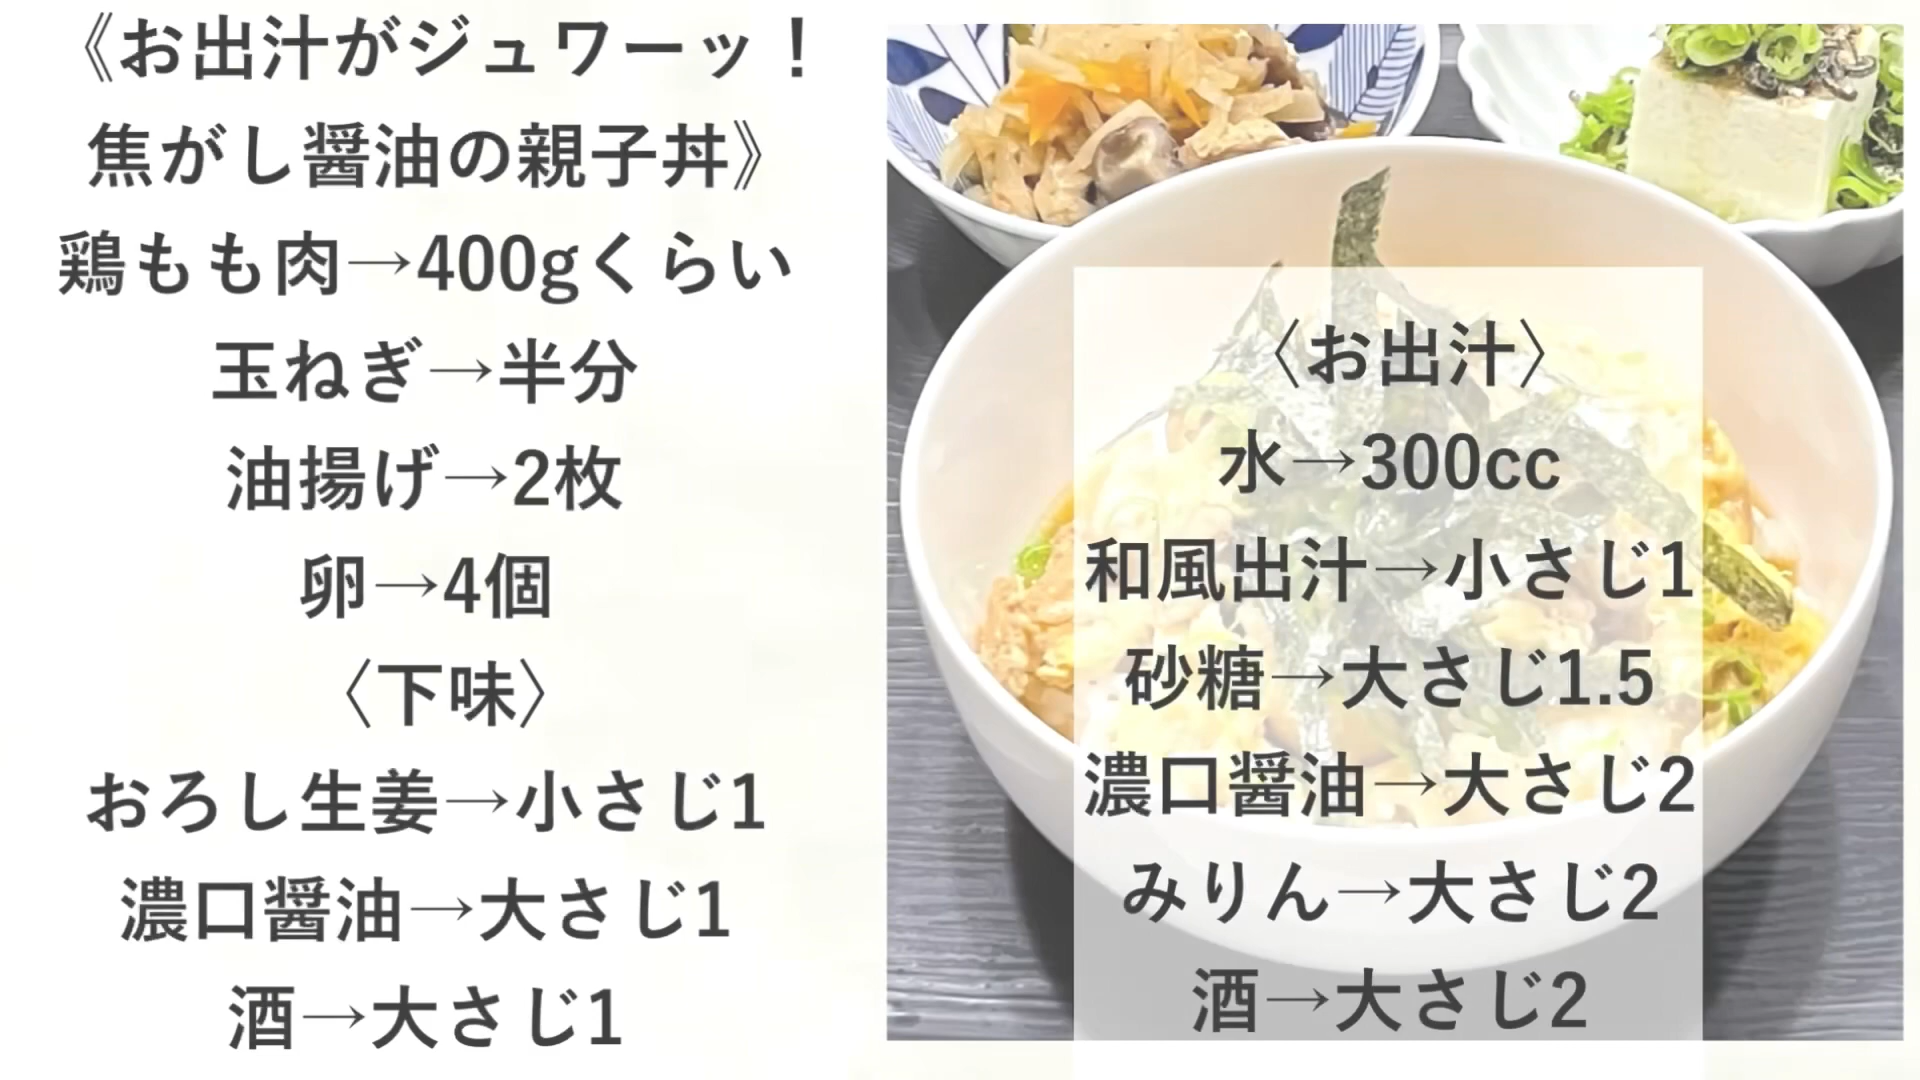 《お出汁がジュワーッ！
焦がし醤油の親子丼》
鶏もも肉→400gくらい
玉ねぎ→半分
油揚げ→2枚
卵→4個
〈下味〉
おろし生姜→小さじ1
濃口醤油→大さじ1
酒→大さじ1
〈お出汁〉
水→300cc
和風出汁→小さじ1
砂糖→大さじ1.5
濃口醤油→大さじ2
みりん→大さじ2
酒→大さじ2